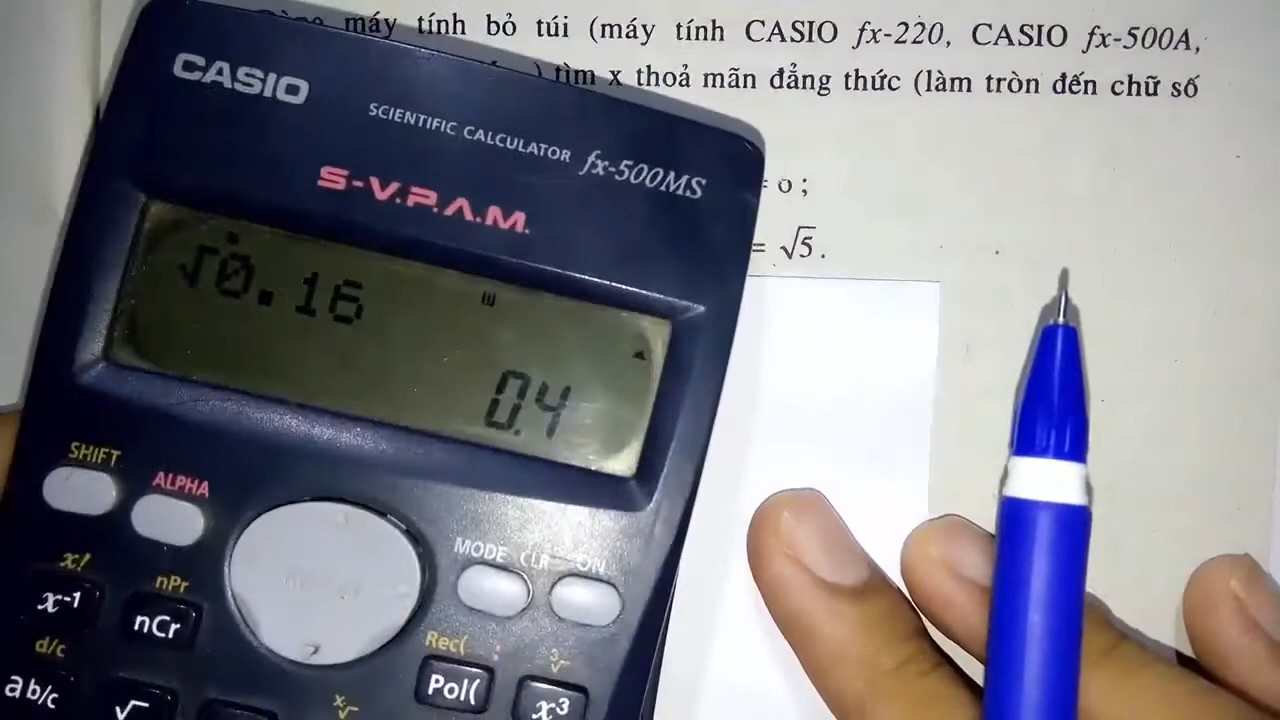 máy tính bỏ túi (máy tính CASIO fx-220, CASIO fx-500A,
) tìm x thoả mãn đẳng thức (làm tròn đến chữ số
= 0 ;
= √5.
CASIO
SCIENTIFIC CALCULATOR fx-500MS
S-V.P.A.M.
√0.16
0.4
SHIFT
ALPHA
MODE CLR ON
x! nPr Rec( : ³√
x⁻¹ nCr Pol( x³
d/c ˣ√
ab/c √